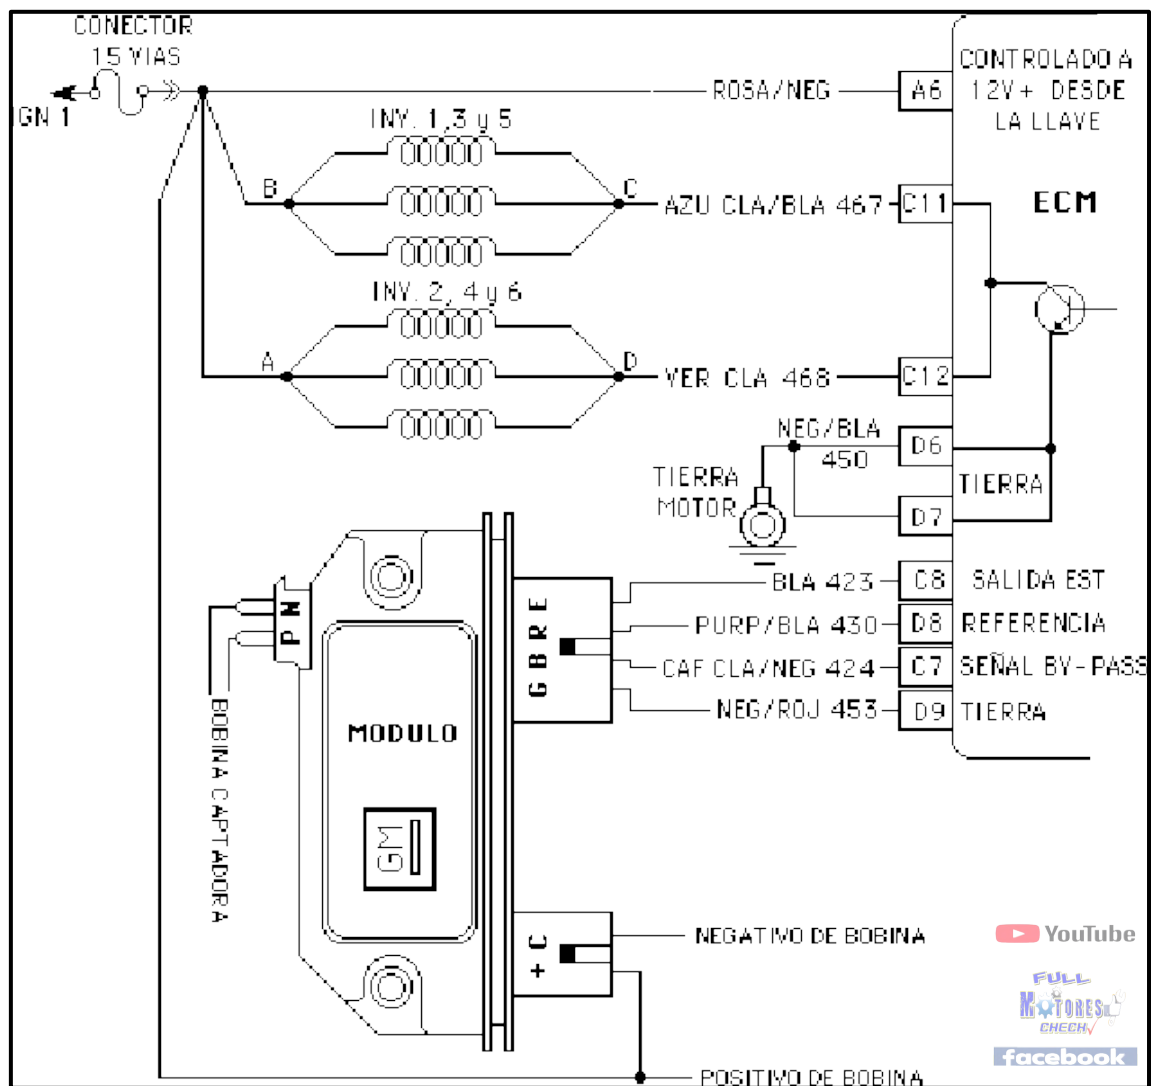 CONECTOR
15 VIAS
IGN 1
ROSA/NEG
A6
CONTROLADO A
12V+ DESDE
LA LLAVE
INY. 1,3 y 5
B
C
AZU CLA/BLA 467
C11
ECM
INY. 2, 4 y 6
A
D
VER CLA 468
C12
NEG/BLA
450
D6
TIERRA
MOTOR
D7
TIERRA
BLA 423
C8
SALIDA EST
PURP/BLA 430
D8
REFERENCIA
CAF CLA/NEG 424
C7
SEÑAL BY-PASS
NEG/ROJ 453
D9
TIERRA
P N
G B R E
BOBINA CAPTADORA
MODULO
GM
+ C
NEGATIVO DE BOBINA
POSITIVO DE BOBINA
YouTube
FULL
MOTORES
CHECH
facebook